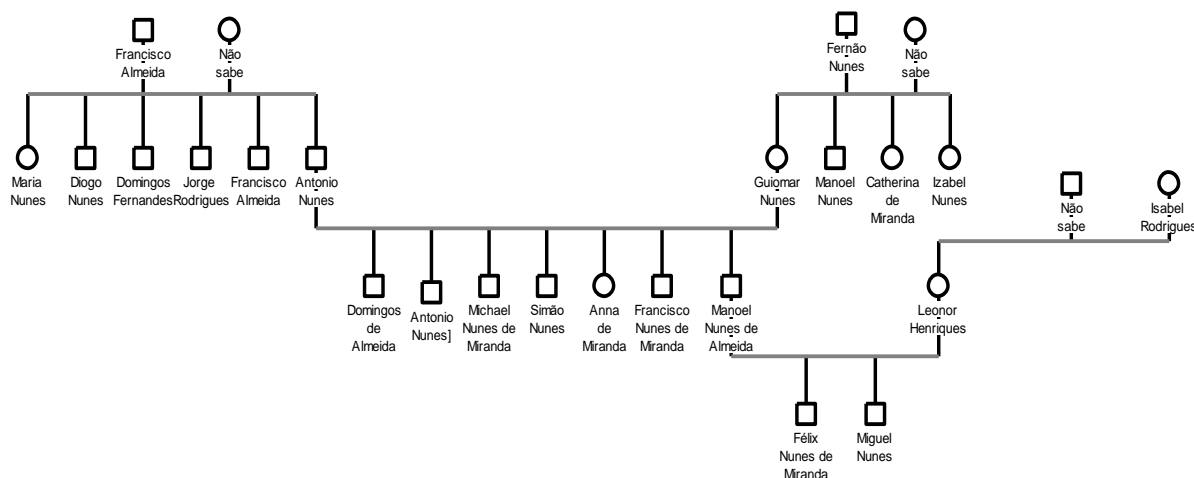 Francisco
Almeida
Não
sabe
Fernão
Nunes
Não
sabe
Maria
Nunes
Diogo
Nunes
Domingos
Fernandes
Jorge
Rodrigues
Francisco
Almeida
Antonio
Nunes
Guiomar
Nunes
Manoel
Nunes
Catherina
de
Miranda
Izabel
Nunes
Não
sabe
Isabel
Rodrigues
Domingos
de
Almeida
Antonio
Nunes]
Michael
Nunes de
Miranda
Simão
Nunes
Anna
de
Miranda
Francisco
Nunes de
Miranda
Manoel
Nunes de
Almeida
Leonor
Henriques
Félix
Nunes de
Miranda
Miguel
Nunes